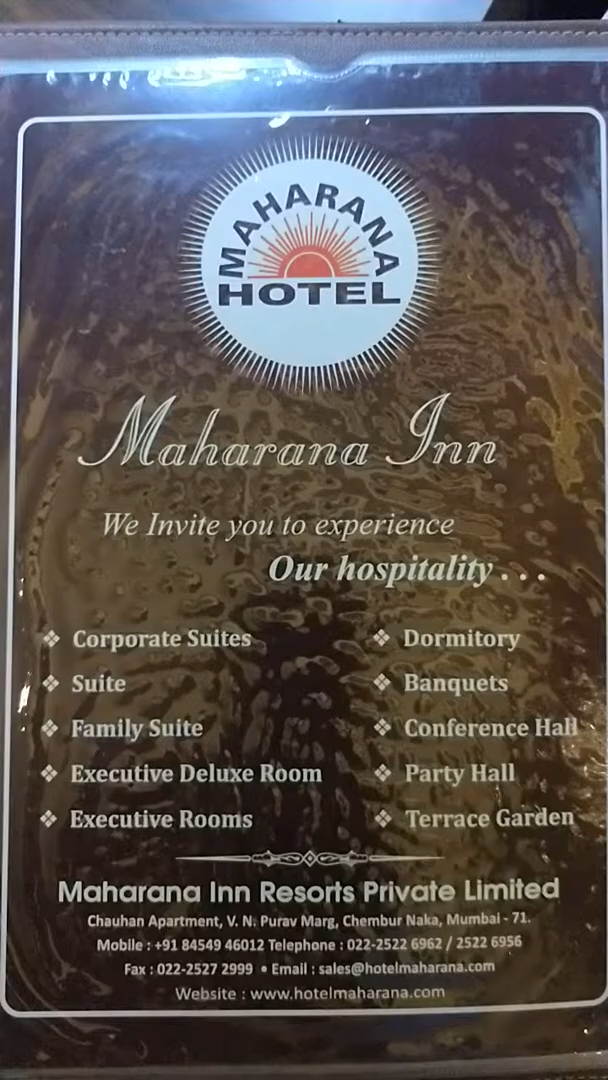 MAHARANA
HOTEL
Maharana Inn
We Invite you to experience
Our hospitality...
❖ Corporate Suites
❖ Suite
❖ Family Suite
❖ Executive Deluxe Room
❖ Executive Rooms
❖ Dormitory
❖ Banquets
❖ Conference Hall
❖ Party Hall
❖ Terrace Garden
Maharana Inn Resorts Private Limited
Chauhan Apartment, V. N. Purav Marg, Chembur Naka, Mumbai - 71.
Mobile : +91 84549 46012 Telephone : 022-2522 6962 / 2522 6956
Fax : 022-2527 2999 • Email : sales@hotelmaharana.com
Website : www.hotelmaharana.com